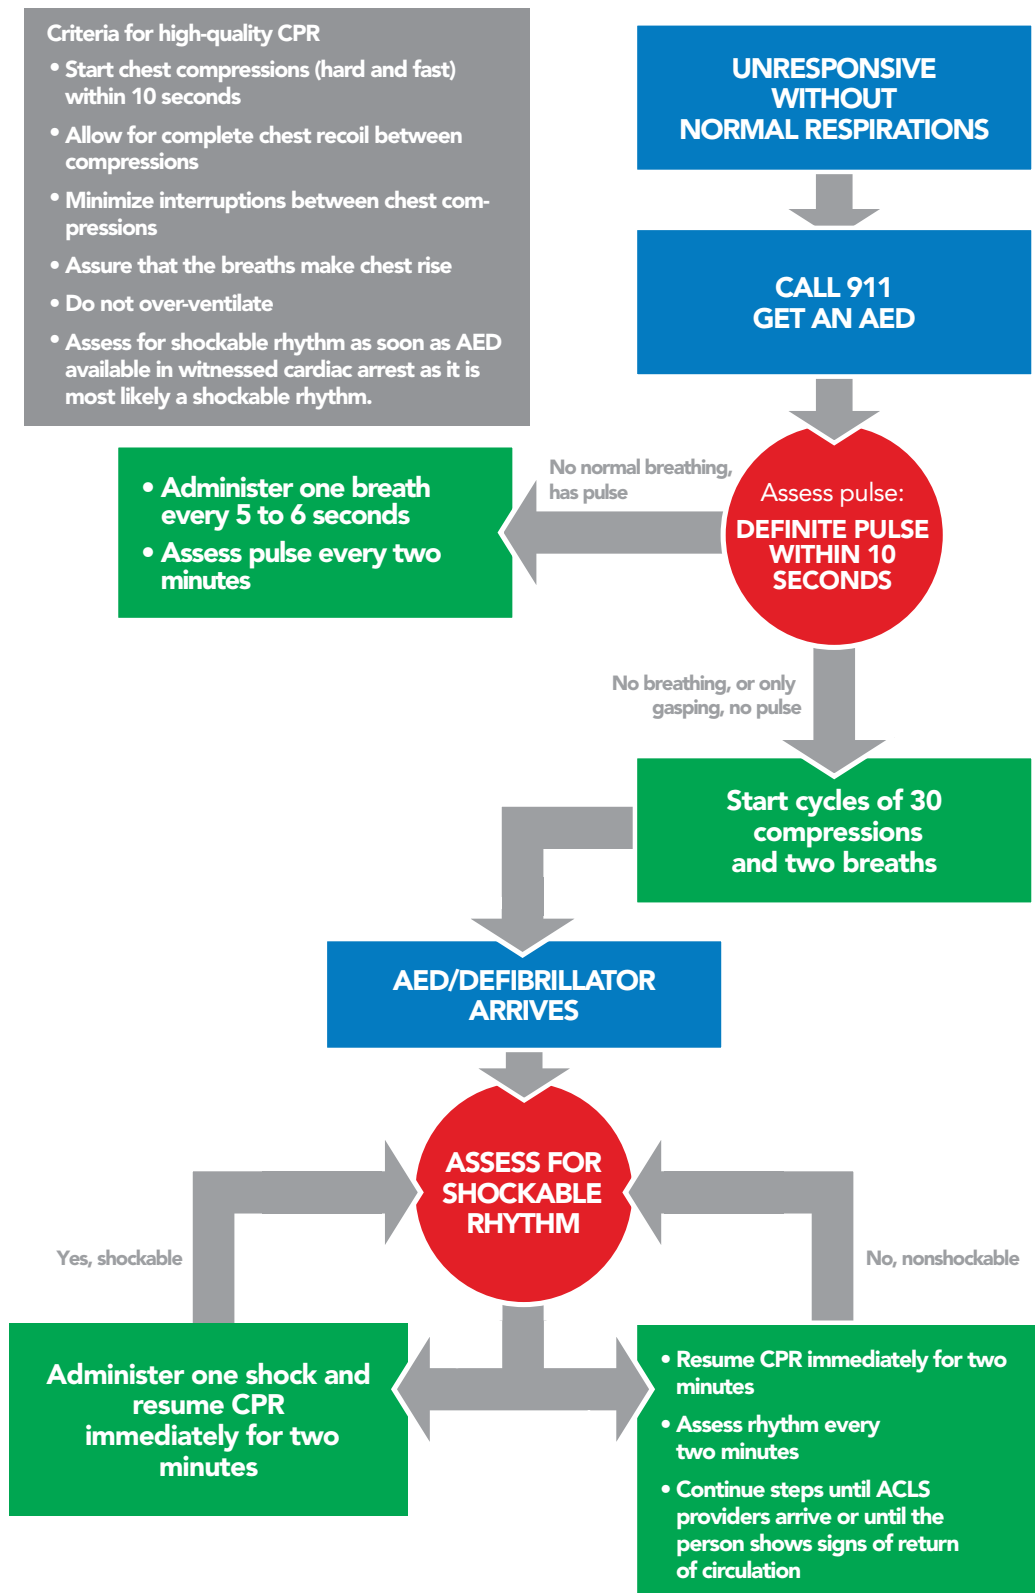 Criteria for high-quality CPR
• Start chest compressions (hard and fast)
within 10 seconds
• Allow for complete chest recoil between
compressions
• Minimize interruptions between chest com-
pressions
• Assure that the breaths make chest rise
• Do not over-ventilate
• Assess for shockable rhythm as soon as AED
available in witnessed cardiac arrest as it is
most likely a shockable rhythm.
UNRESPONSIVE
WITHOUT
NORMAL RESPIRATIONS
CALL 911
GET AN AED
Assess pulse:
DEFINITE PULSE
WITHIN 10
SECONDS
No normal breathing,
has pulse
• Administer one breath
every 5 to 6 seconds
• Assess pulse every two
minutes
No breathing, or only
gasping, no pulse
Start cycles of 30
compressions
and two breaths
AED/DEFIBRILLATOR
ARRIVES
ASSESS FOR
SHOCKABLE
RHYTHM
Yes, shockable
No, nonshockable
Administer one shock and
resume CPR
immediately for two
minutes
• Resume CPR immediately for two
minutes
• Assess rhythm every
two minutes
• Continue steps until ACLS
providers arrive or until the
person shows signs of return
of circulation